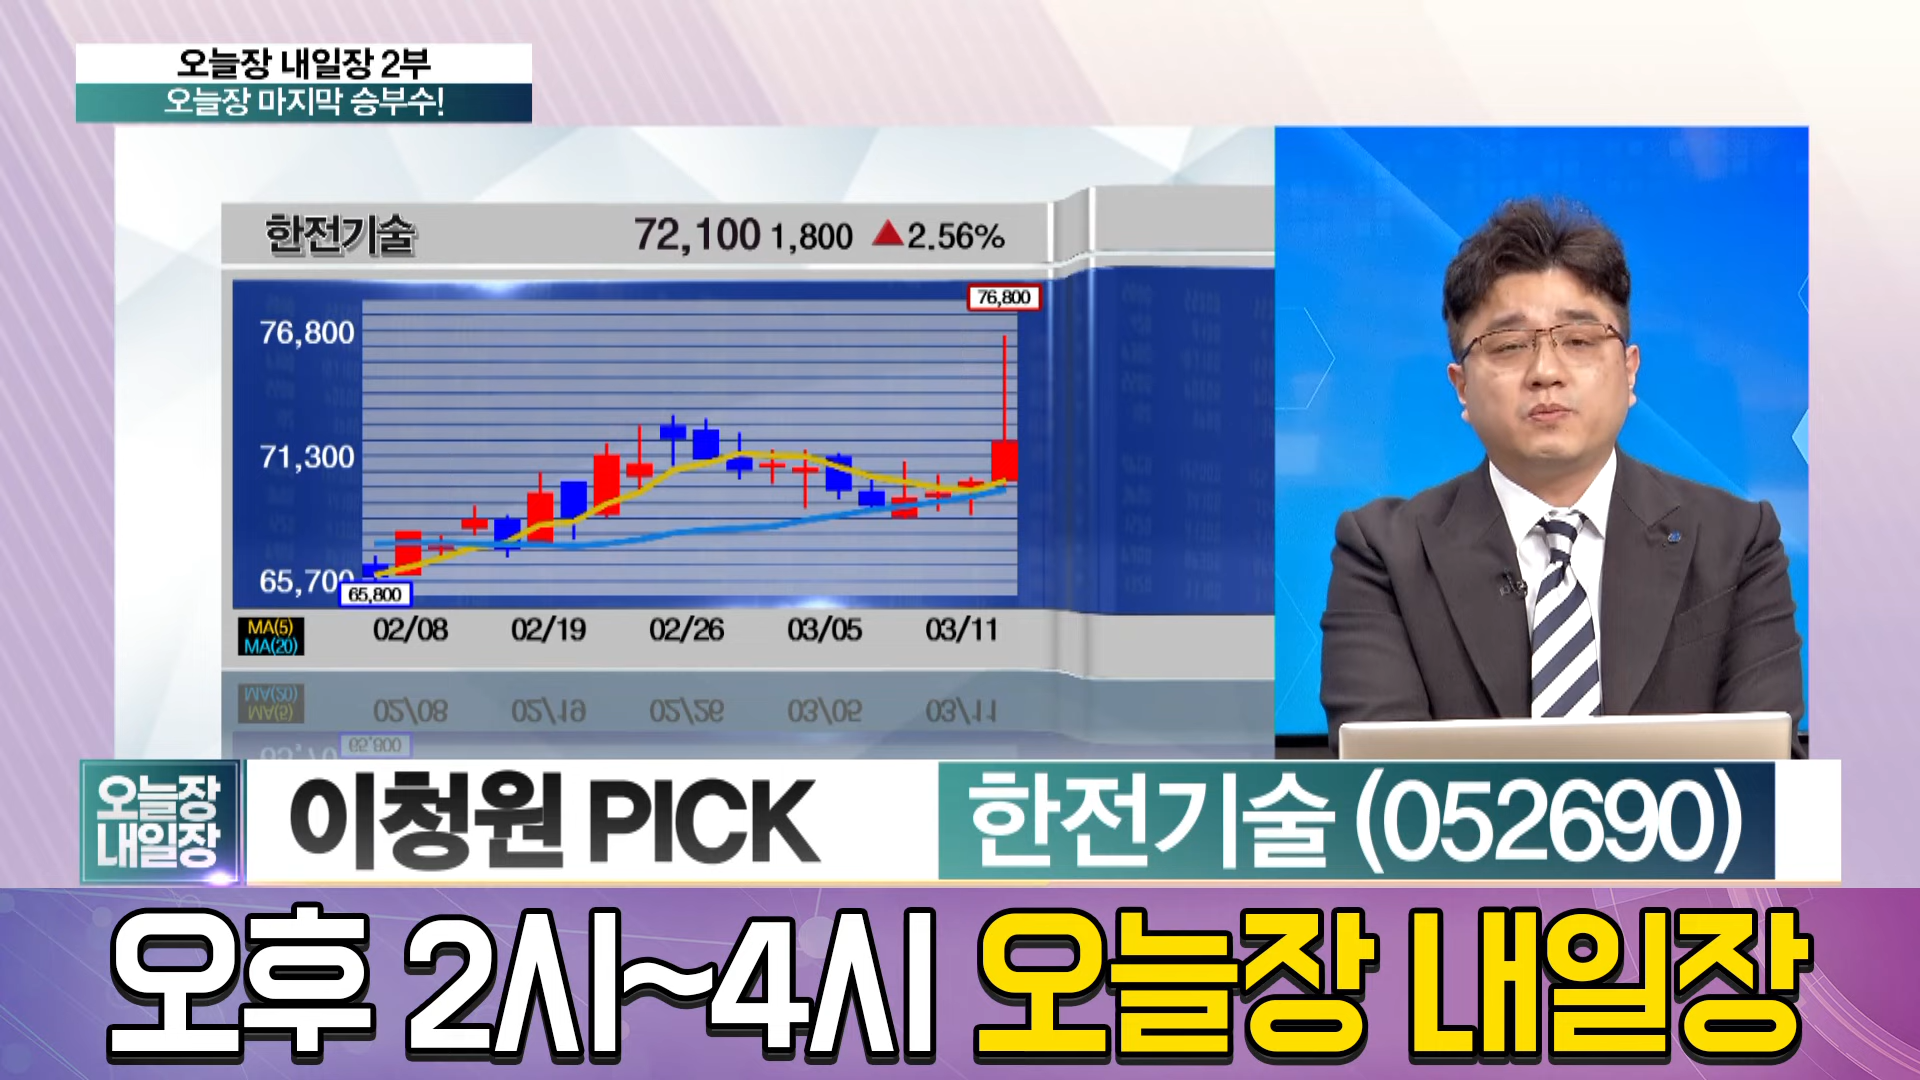 오늘장 내일장 2부
오늘장 마지막 승부수!
한전기술 72,100 1,800 ▲2.56%
76,800
76,800
71,300
65,700
65,800
MA(5)
MA(20)
02/08 02/19 02/26 03/05 03/11
오늘장
내일장
이청원 PICK 한전기술 (052690)
오후 2시~4시 오늘장 내일장